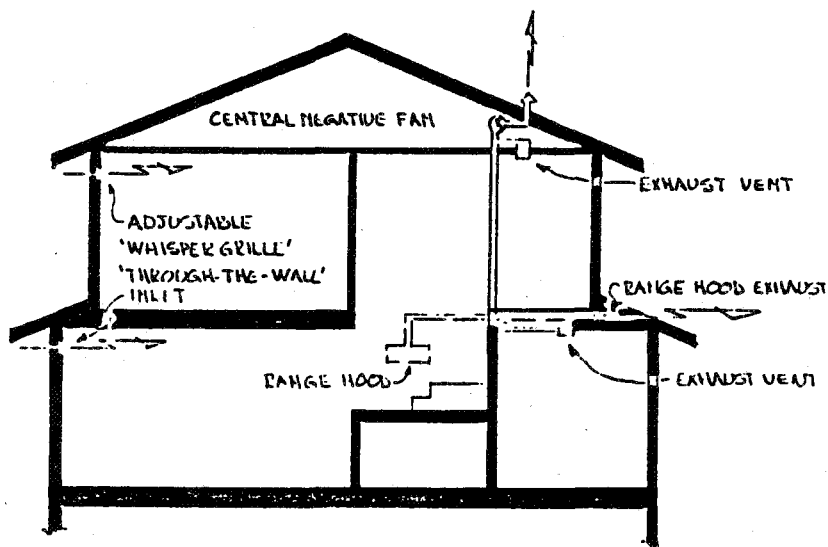 CENTRAL NEGATIVE FAN
EXHAUST VENT
ADJUSTABLE
'WHISPER GRILLE'
'THROUGH-THE-WALL'
INLET
RANGE HOOD EXHAUST
RANGE HOOD
EXHAUST VENT